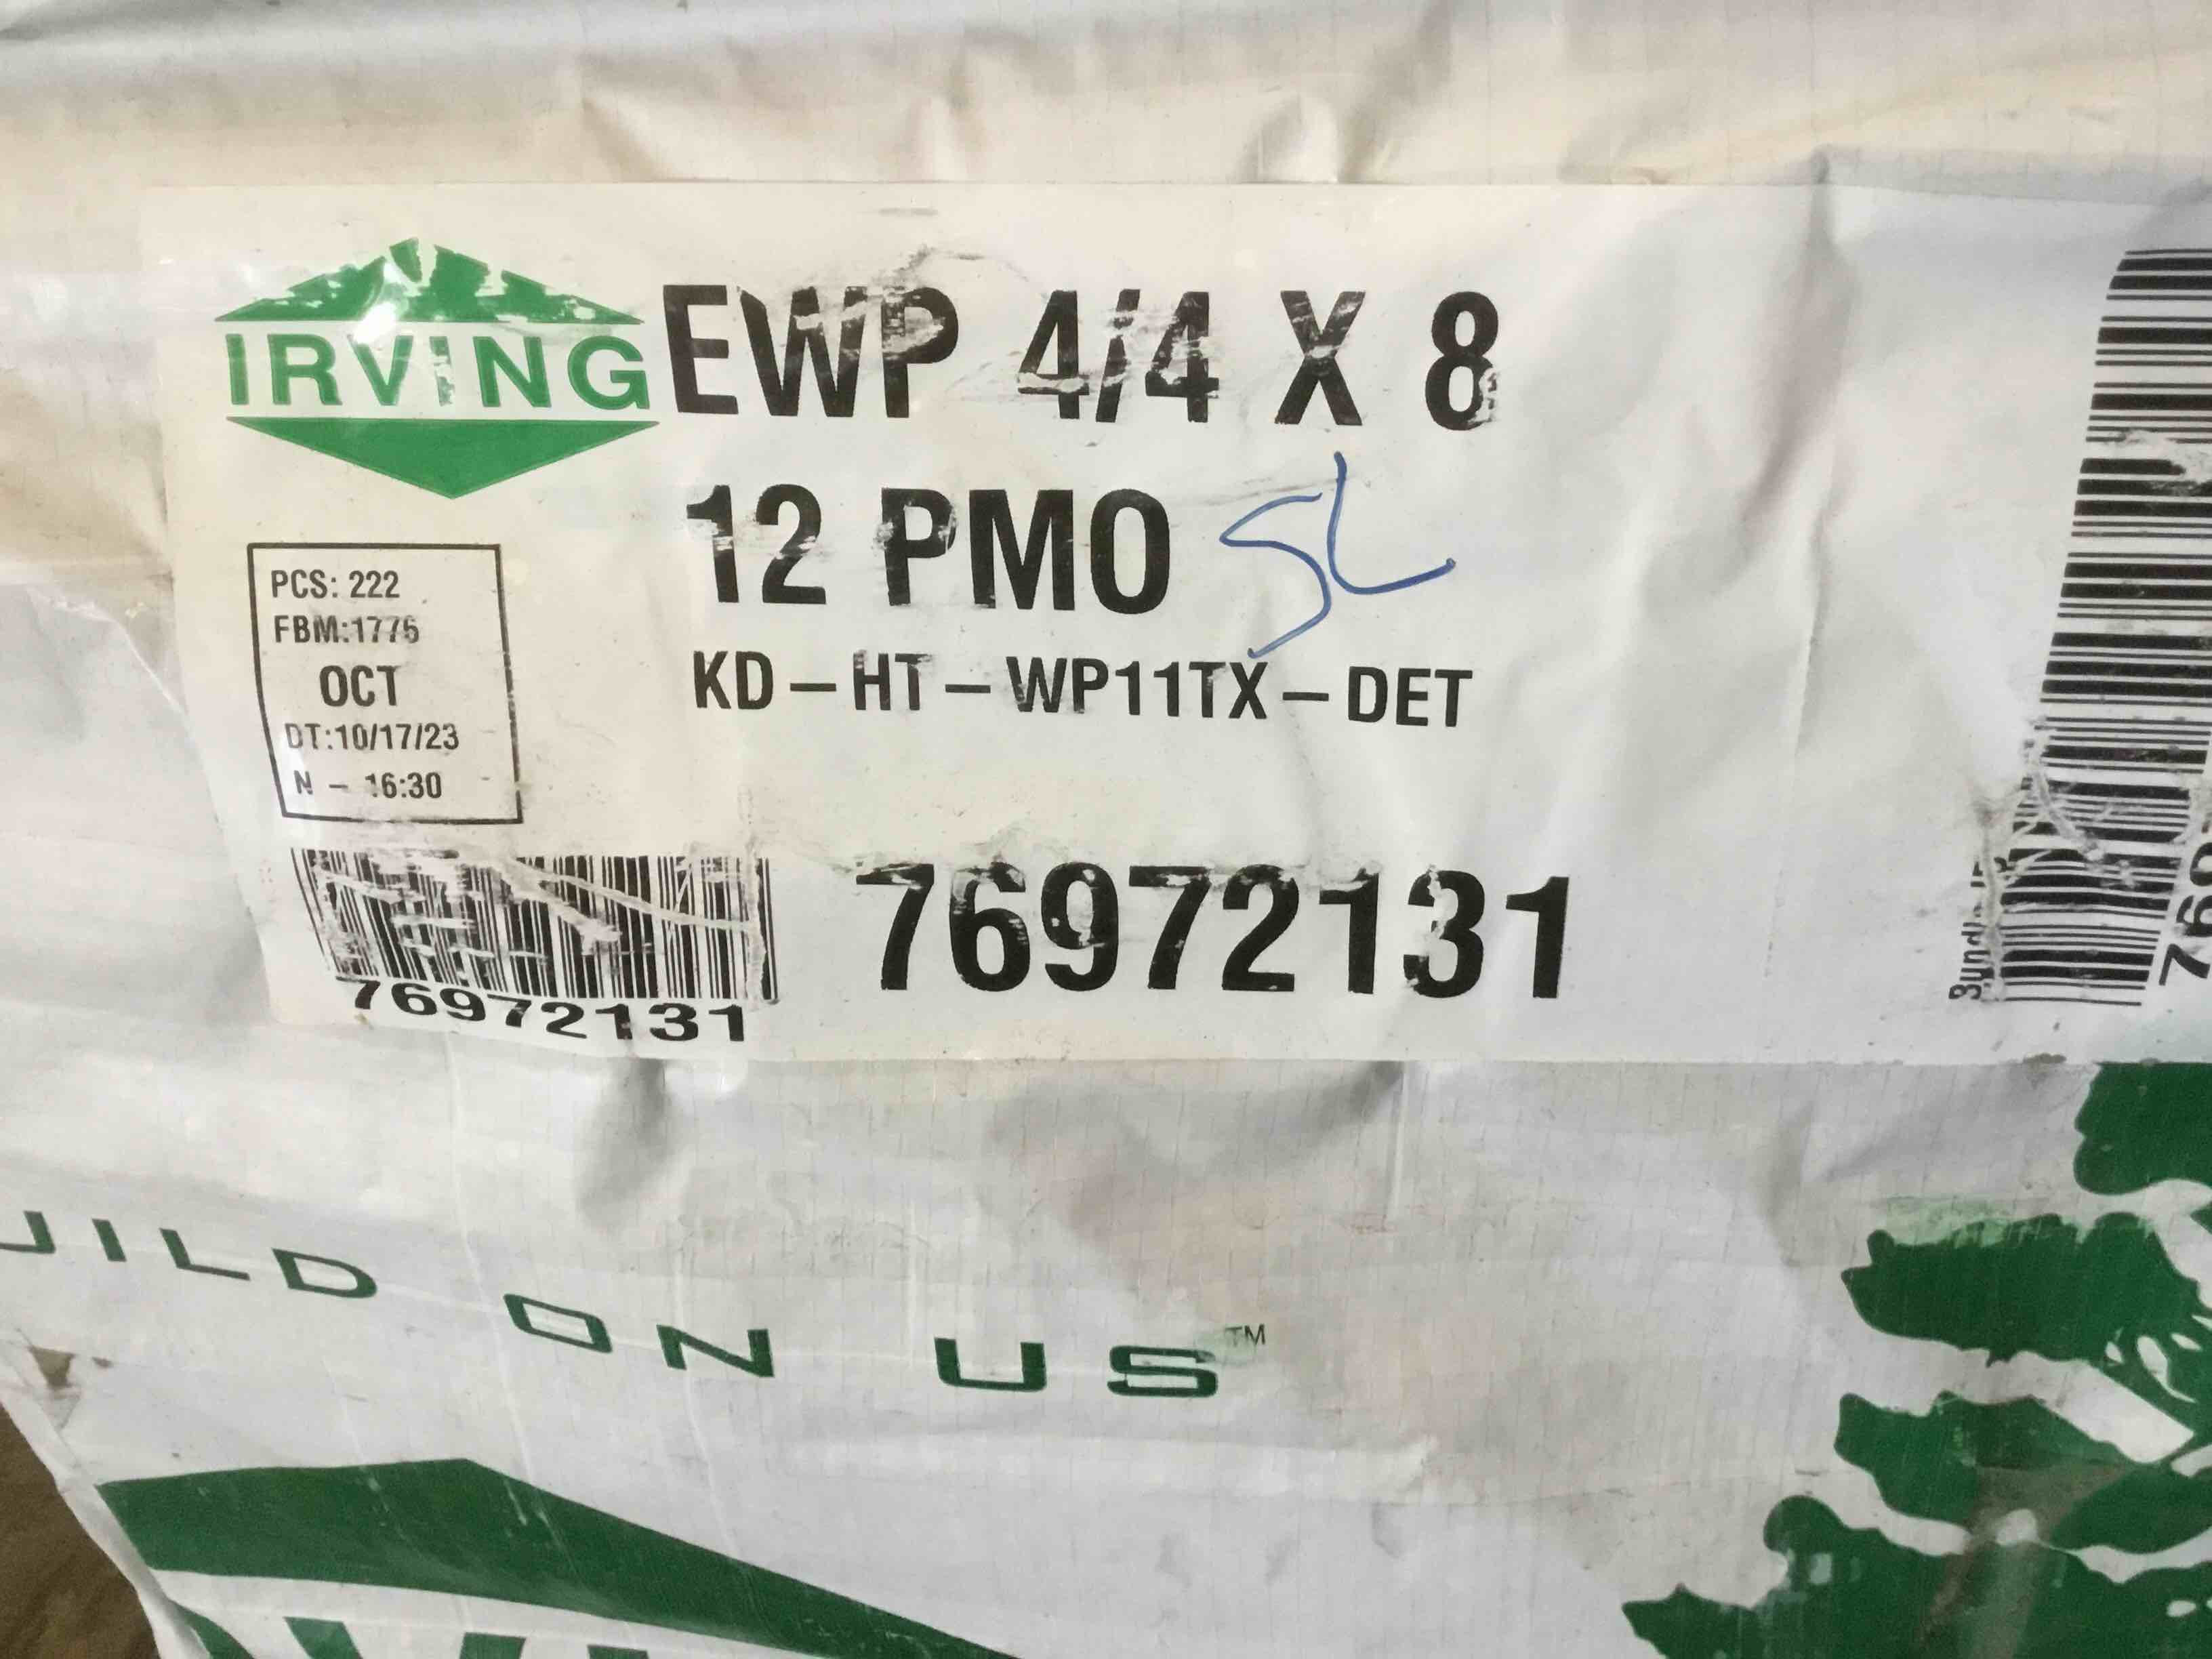 IRVING
EWP 4/4 X 8
12 PMO SL
KD-HT-WP11TX-DET
PCS: 222
FBM:1776
OCT
DT:10/17/23
N - 16:30
76972131
76972131
UILD ON US™